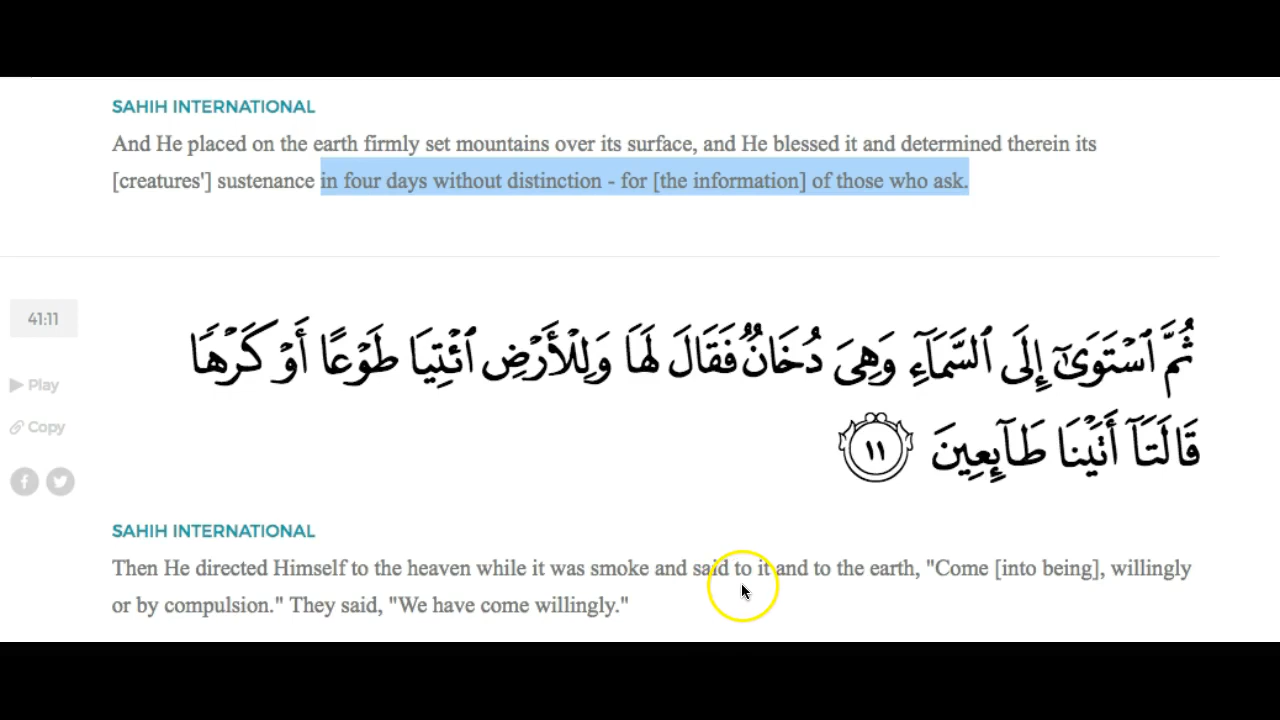 SAHIH INTERNATIONAL
And He placed on the earth firmly set mountains over its surface, and He blessed it and determined therein its
[creatures'] sustenance in four days without distinction - for [the information] of those who ask.
41:11
Play
Copy
ثُمَّ ٱسۡتَوَىٰٓ إِلَى ٱلسَّمَآءِ وَهِىَ دُخَانٌ فَقَالَ لَهَا وَلِلۡأَرۡضِ ٱئۡتِيَا طَوۡعًا أَوۡ كَرۡهًا
قَالَتَآ أَتَيۡنَا طَآئِعِينَ ١١
SAHIH INTERNATIONAL
Then He directed Himself to the heaven while it was smoke and said to it and to the earth, "Come [into being], willingly
or by compulsion." They said, "We have come willingly."